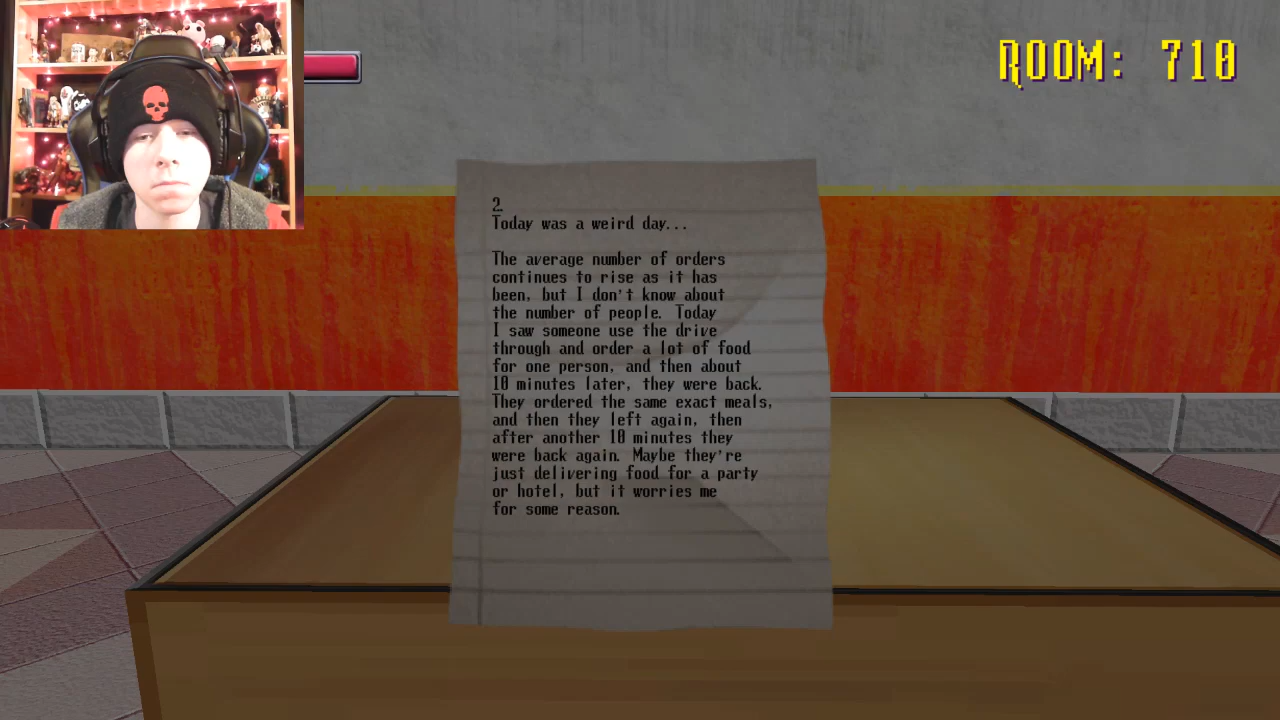 ROOM: 710
2.
Today was a weird day...
The average number of orders
continues to rise as it has
been, but I don't know about
the number of people. Today
I saw someone use the drive
through and order a lot of food
for one person, and then about
10 minutes later, they were back.
They ordered the same exact meals,
and then they left again, then
after another 10 minutes they
were back again. Maybe they're
just delivering food for a party
or hotel, but it worries me
for some reason.